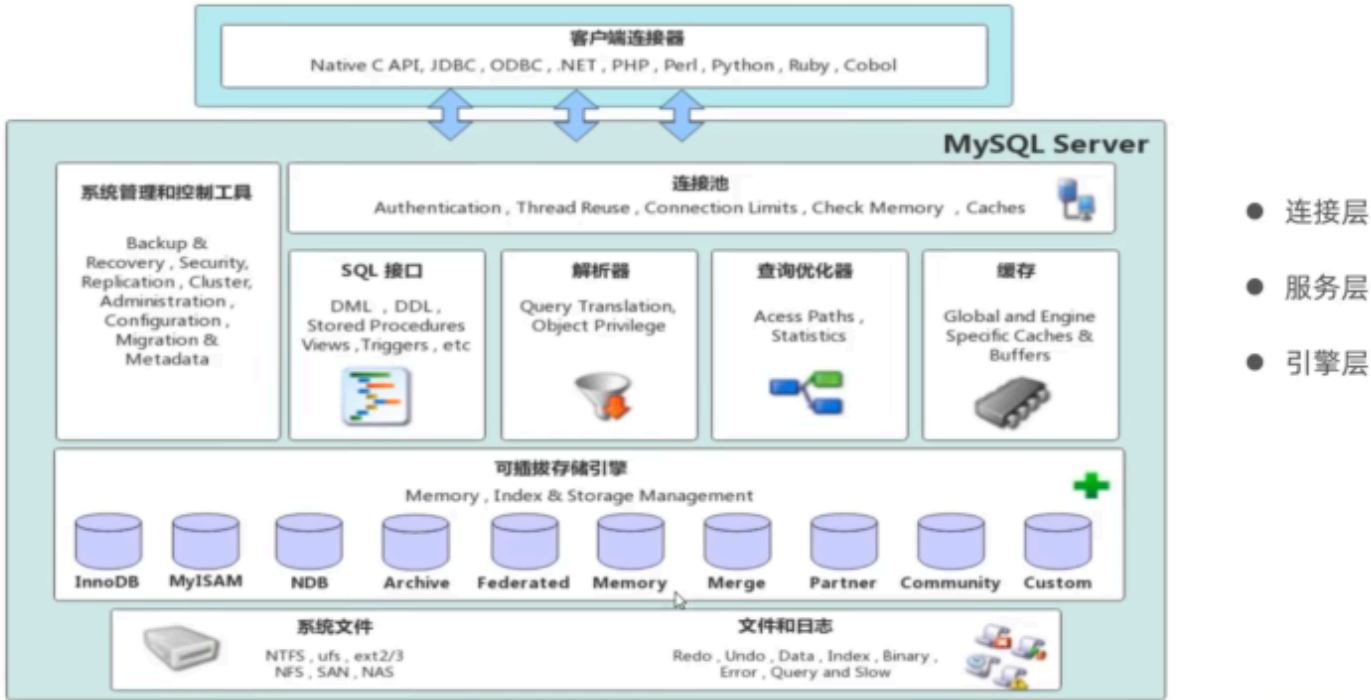 客户端连接器
Native C API, JDBC , ODBC , .NET , PHP , Perl , Python , Ruby , Cobol
MySQL Server
系统管理和控制工具
Backup &
Recovery , Security,
Replication , Cluster,
Administration ,
Configuration ,
Migration &
Metadata
连接池
Authentication , Thread Reuse , Connection Limits , Check Memory , Caches
SQL 接口
DML , DDL ,
Stored Procedures
Views ,Triggers , etc
解析器
Query Translation,
Object Privilege
查询优化器
Acess Paths ,
Statistics
缓存
Global and Engine
Specific Caches &
Buffers
可插拔存储引擎
Memory , Index & Storage Management
InnoDB
MyISAM
NDB
Archive
Federated
Memory
Merge
Partner
Community
Custom
系统文件
NTFS , ufs , ext2/3
NFS , SAN , NAS
文件和日志
Redo , Undo , Data , Index , Binary ,
Error , Query and Slow
● 连接层
● 服务层
● 引擎层